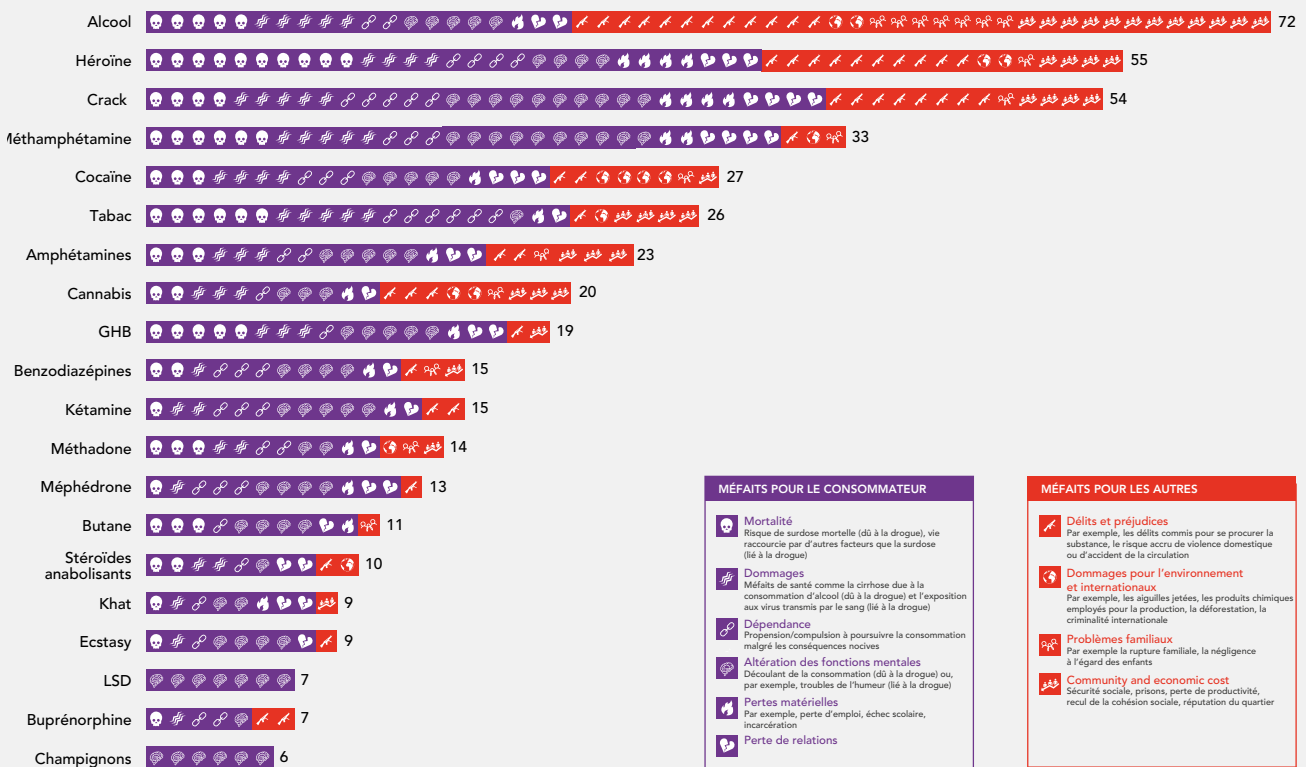 Alcool 72
Héroïne 55
Crack 54
Méthamphétamine 33
Cocaïne 27
Tabac 26
Amphétamines 23
Cannabis 20
GHB 19
Benzodiazépines 15
Kétamine 15
Méthadone 14
Méphédrone 13
Butane 11
Stéroïdes
anabolisants 10
Khat 9
Ecstasy 9
LSD 7
Buprénorphine 7
Champignons 6
MÉFAITS POUR LE CONSOMMATEUR
Mortalité
Risque de surdose mortelle (dû à la drogue), vie
raccourcie par d'autres facteurs que la surdose
(lié à la drogue)
Dommages
Méfaits de santé comme la cirrhose due à la
consommation d'alcool (dû à la drogue) et l'exposition
aux virus transmis par le sang (lié à la drogue)
Dépendance
Propension/compulsion à poursuivre la consommation
malgré les conséquences nocives
Altération des fonctions mentales
Découlant de la consommation (dû à la drogue) ou,
par exemple, troubles de l'humeur (lié à la drogue)
Pertes matérielles
Par exemple, perte d'emploi, échec scolaire,
incarcération
Perte de relations
MÉFAITS POUR LES AUTRES
Délits et préjudices
Par exemple, les délits commis pour se procurer la
substance, le risque accru de violence domestique
ou d'accident de la circulation
Dommages pour l'environnement
et internationaux
Par exemple, les aiguilles jetées, les produits chimiques
employés pour la production, la déforestation, la
criminalité internationale
Problèmes familiaux
Par exemple la rupture familiale, la négligence
à l'égard des enfants
Community and economic cost
Sécurité sociale, prisons, perte de productivité,
recul de la cohésion sociale, réputation du quartier